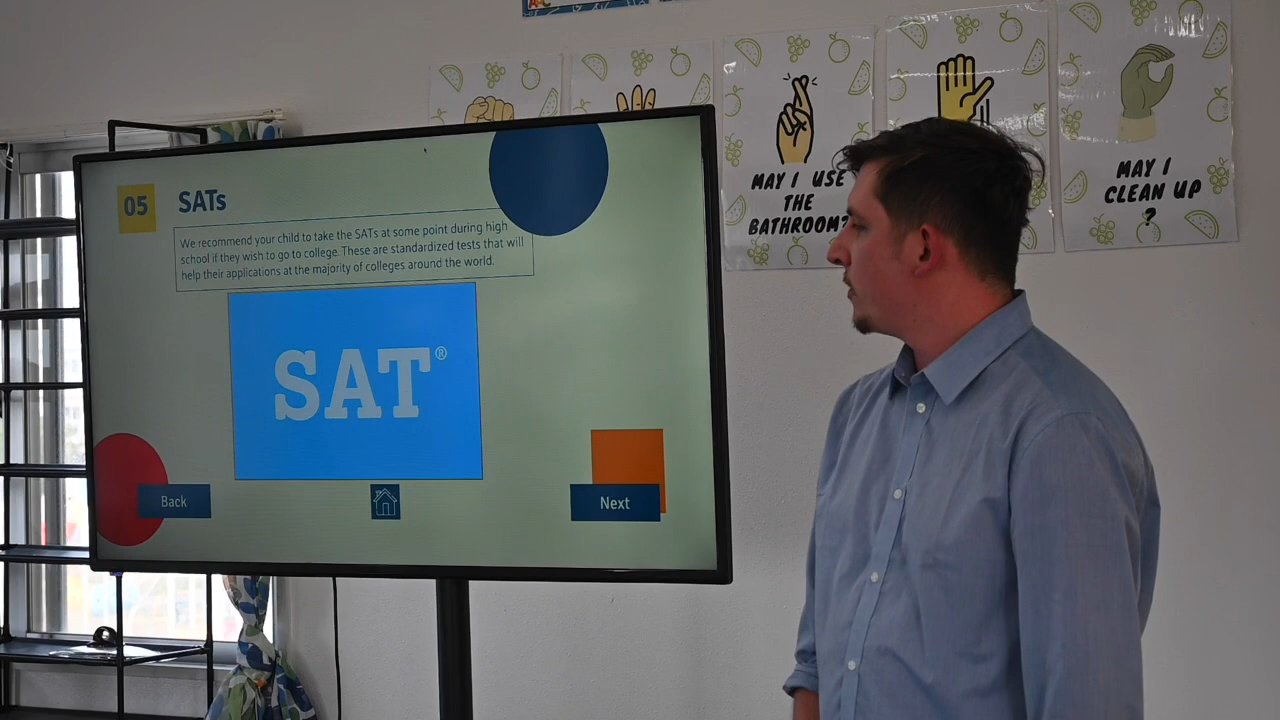 05
SATs
We recommend your child to take the SATs at some point during high
school if they wish to go to college. These are standardized tests that will
help their applications at the majority of colleges around the world.
SAT®
Back
Next
MAY I USE
THE
BATHROOM?
MAY I
CLEAN UP
?